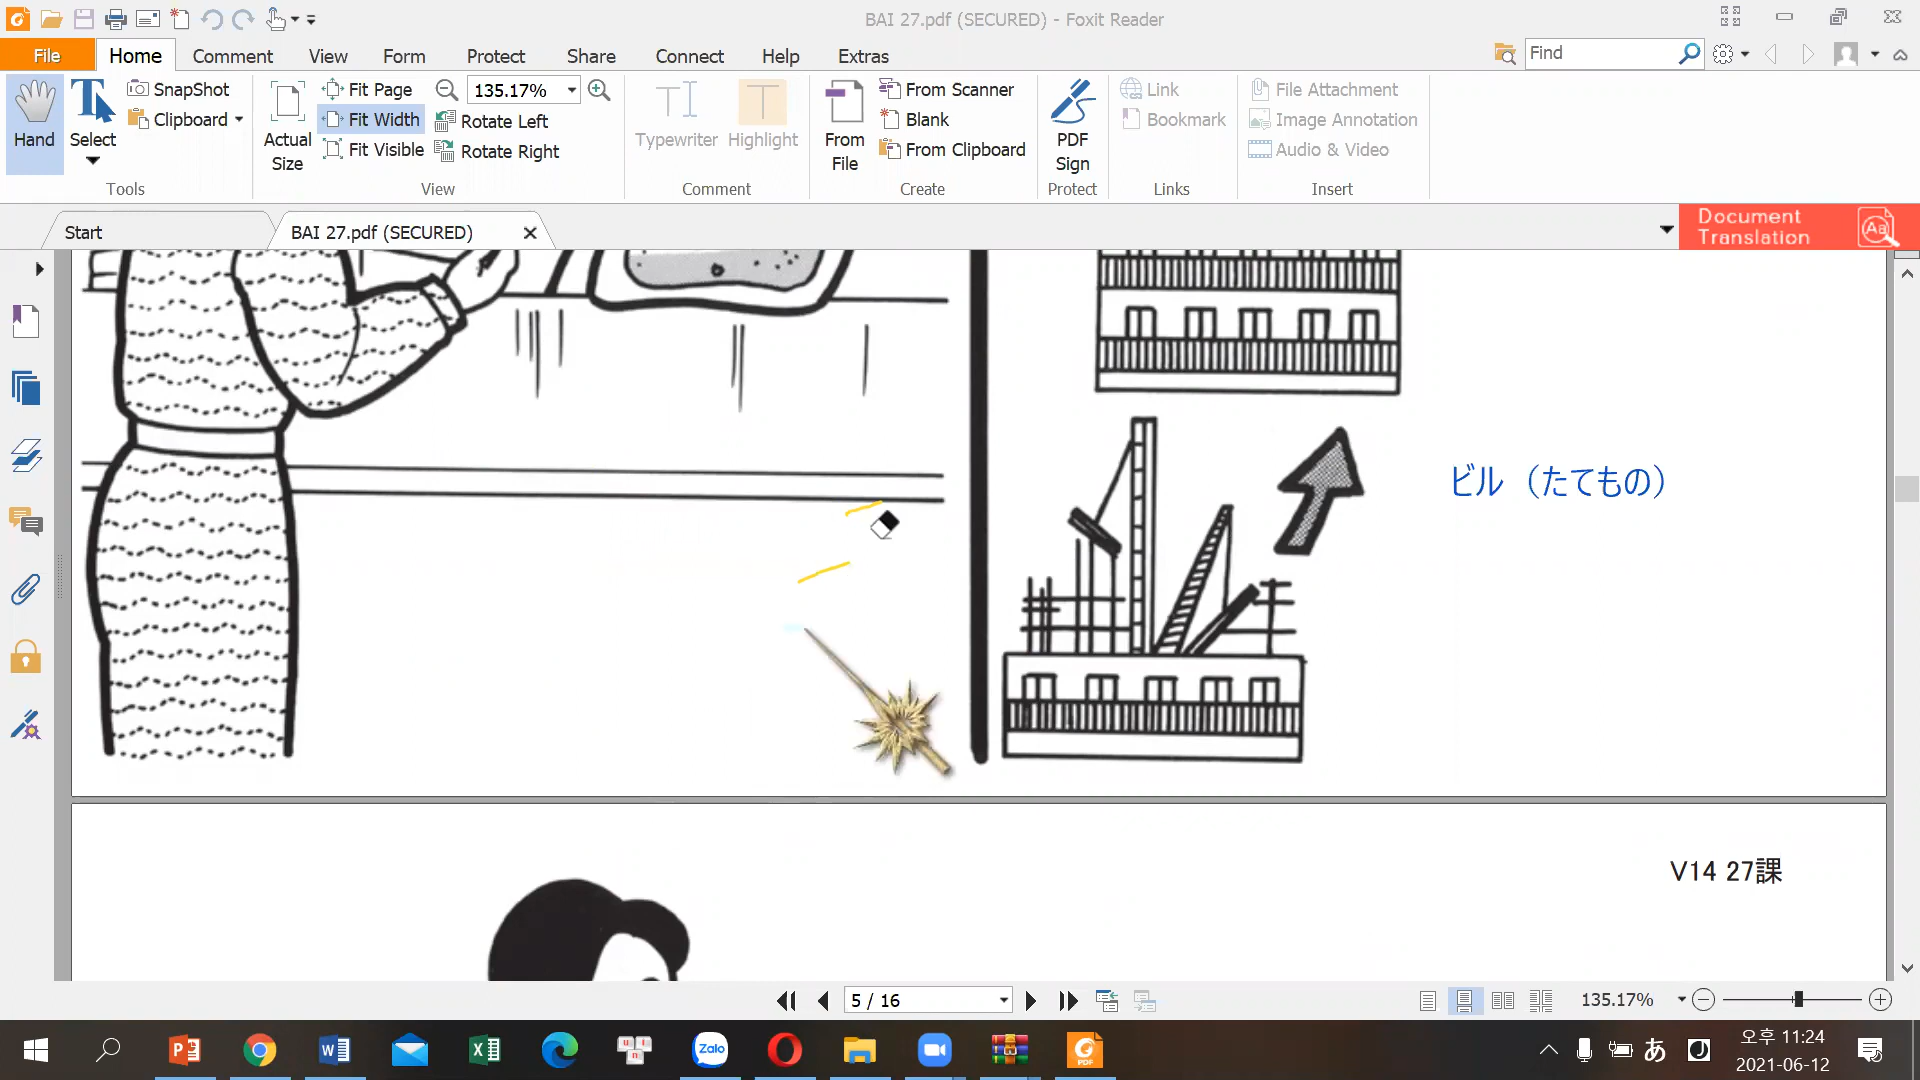 BAI 27.pdf (SECURED) - Foxit Reader
File Home Comment View Form Protect Share Connect Help Extras
Find
Hand
Select
SnapShot
Clipboard
Tools
Actual Size
Fit Page
Fit Width
Fit Visible
135.17%
Rotate Left
Rotate Right
View
Typewriter
Highlight
Comment
From File
From Scanner
Blank
From Clipboard
Create
PDF Sign
Protect
Link
Bookmark
Links
File Attachment
Image Annotation
Audio & Video
Insert
Start
BAI 27.pdf (SECURED)
Document Translation
ビル（たてもの）
V14 27課
5 / 16
135.17%
Zalo
PDF
あ
오후 11:24
2021-06-12